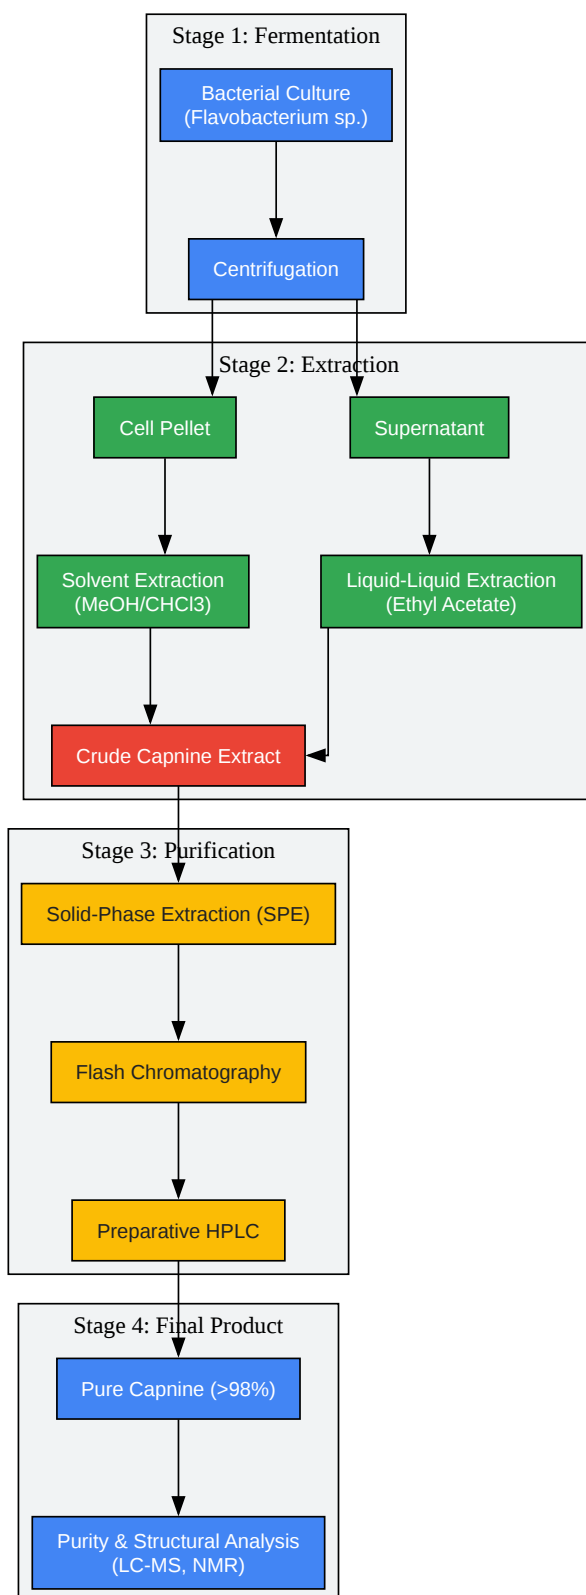 Stage 1: Fermentation
Bacterial Culture
(Flavobacterium sp.)
Centrifugation
Stage 2: Extraction
Cell Pellet
Supernatant
Solvent Extraction
(MeOH/CHCl3)
Liquid-Liquid Extraction
(Ethyl Acetate)
Crude Capnine Extract
Stage 3: Purification
Solid-Phase Extraction (SPE)
Flash Chromatography
Preparative HPLC
Stage 4: Final Product
Pure Capnine (>98%)
Purity & Structural Analysis
(LC-MS, NMR)